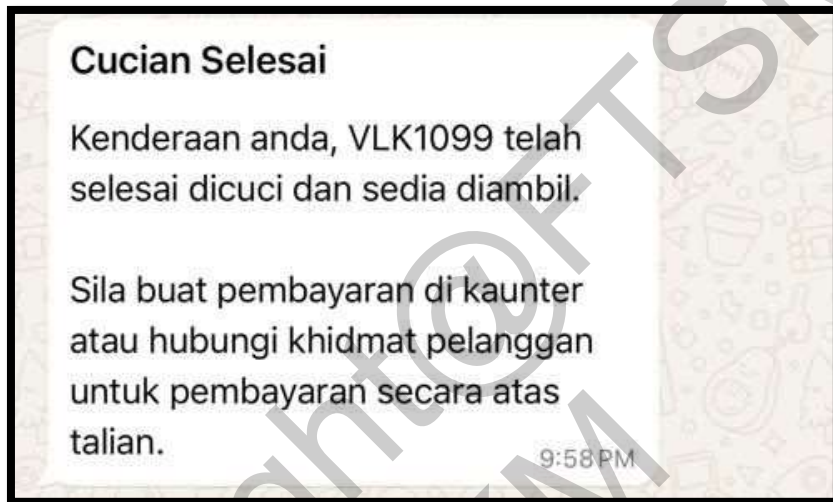 Cucian Selesai
Kenderaan anda, VLK1099 telah
selesai dicuci dan sedia diambil.
Sila buat pembayaran di kaunter
atau hubungi khidmat pelanggan
untuk pembayaran secara atas
talian.
9:58 PM